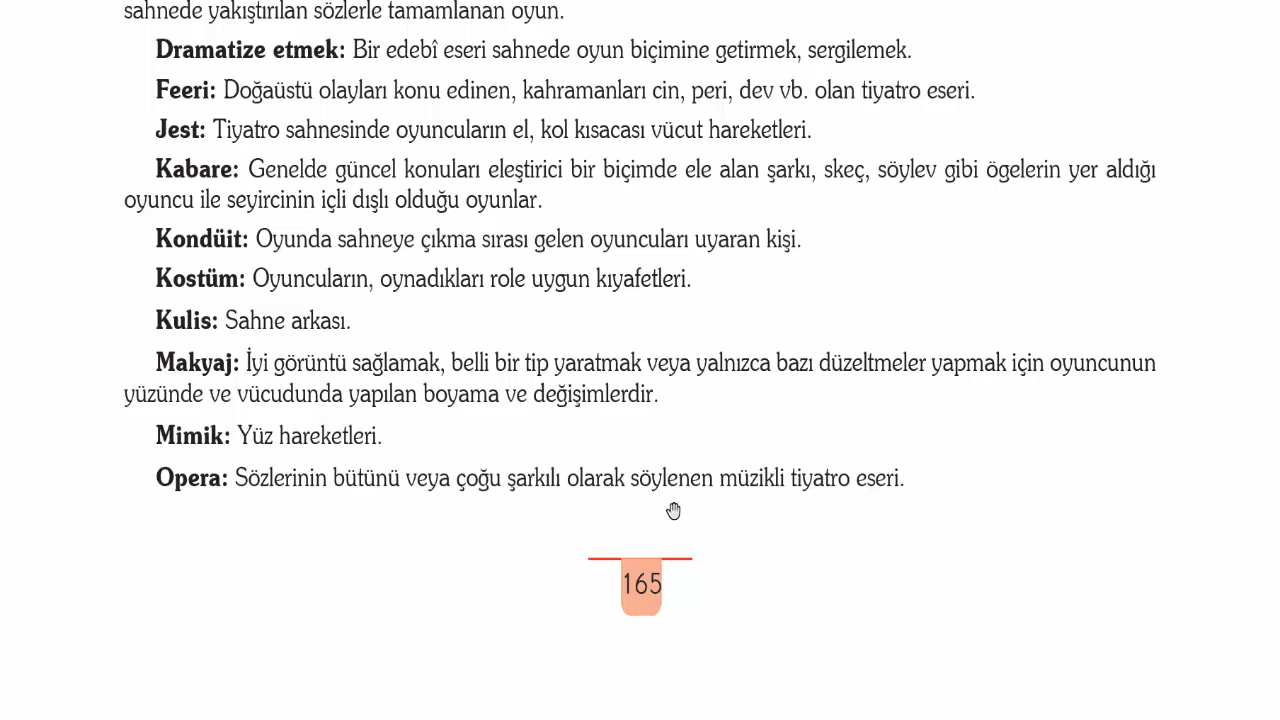 sahnede yakıştırılan sözlerle tamamlanan oyun.
Dramatize etmek: Bir edebî eseri sahnede oyun biçimine getirmek, sergilemek.
Feeri: Doğaüstü olayları konu edinen, kahramanları cin, peri, dev vb. olan tiyatro eseri.
Jest: Tiyatro sahnesinde oyuncuların el, kol kısacası vücut hareketleri.
Kabare: Genelde güncel konuları eleştirici bir biçimde ele alan şarkı, skeç, söylev gibi ögelerin yer aldığı
oyuncu ile seyircinin içli dışlı olduğu oyunlar.
Kondüit: Oyunda sahneye çıkma sırası gelen oyuncuları uyaran kişi.
Kostüm: Oyuncuların, oynadıkları role uygun kıyafetleri.
Kulis: Sahne arkası.
Makyaj: İyi görüntü sağlamak, belli bir tip yaratmak veya yalnızca bazı düzeltmeler yapmak için oyuncunun
yüzünde ve vücudunda yapılan boyama ve değişimlerdir.
Mimik: Yüz hareketleri.
Opera: Sözlerinin bütünü veya çoğu şarkılı olarak söylenen müzikli tiyatro eseri.
165